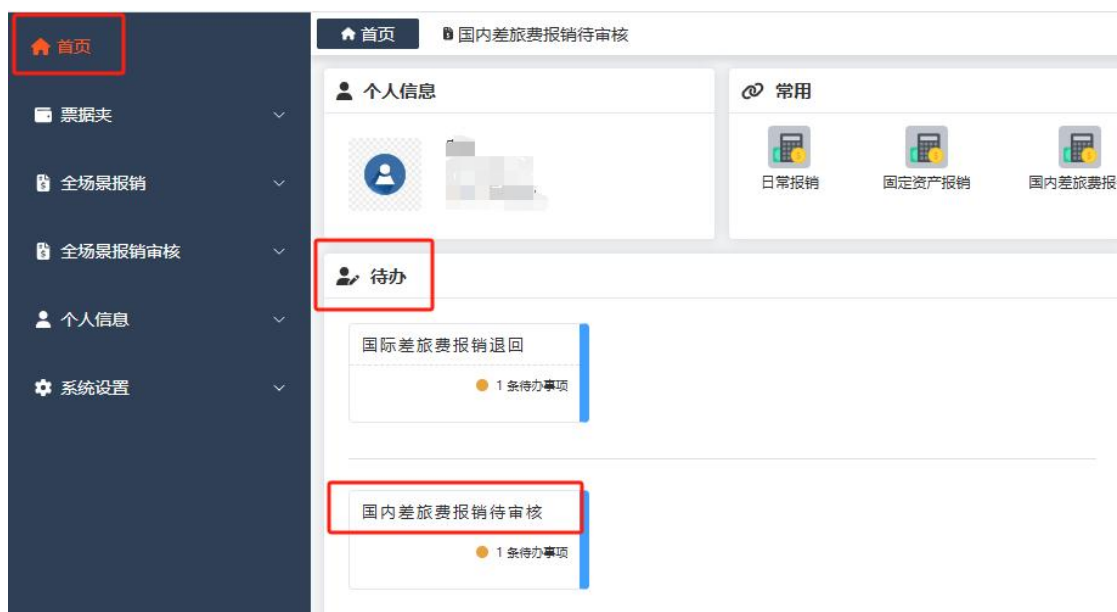 首页
票据夹
全场景报销
全场景报销审核
个人信息
系统设置
首页 国内差旅费报销待审核
个人信息
常用
日常报销 固定资产报销 国内差旅费报
待办
国际差旅费报销退回
1 条待办事项
国内差旅费报销待审核
1 条待办事项